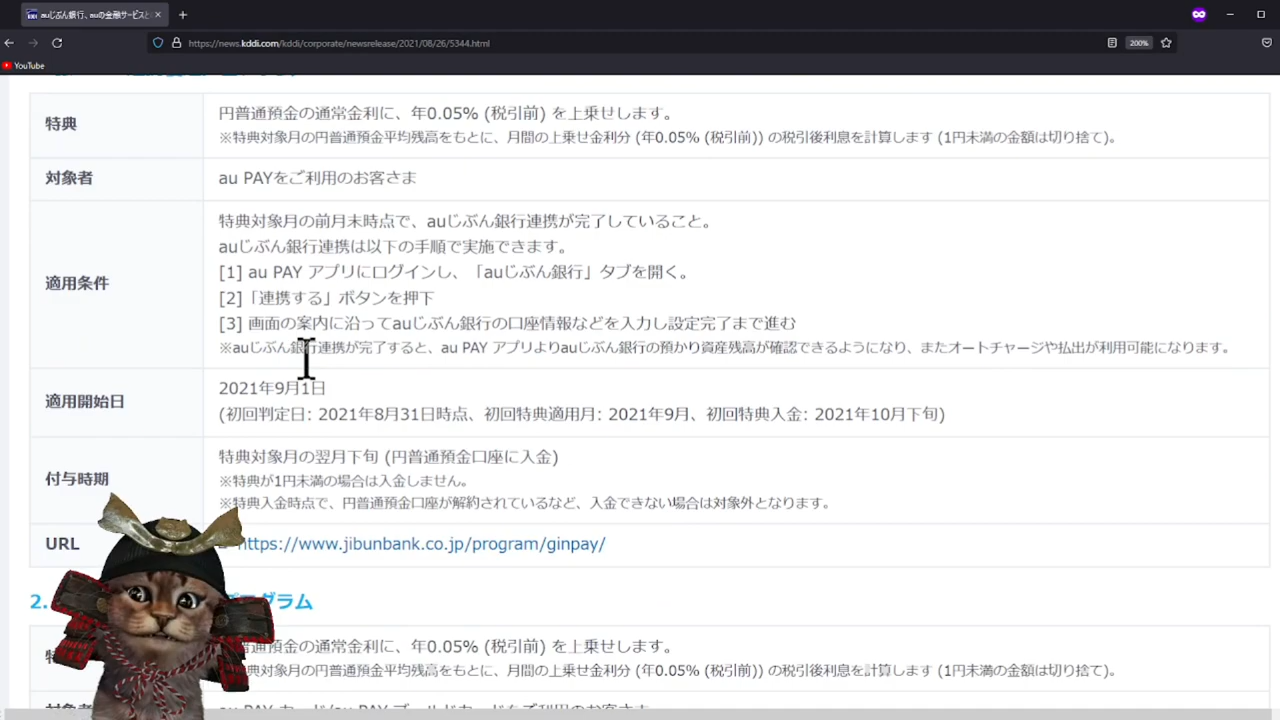 auじぶん銀行、auの金融サービスと
https://news.kddi.com/kddi/corporate/newsrelease/2021/08/26/5344.html
200%
YouTube
特典
円普通預金の通常金利に、年0.05% (税引前) を上乗せします。
※特典対象月の円普通預金平均残高をもとに、月間の上乗せ金利分 (年0.05% (税引前)) の税引後利息を計算します (1円未満の金額は切り捨て)。
対象者
au PAYをご利用のお客さま
適用条件
特典対象月の前月末時点で、auじぶん銀行連携が完了していること。
auじぶん銀行連携は以下の手順で実施できます。
[1] au PAY アプリにログインし、「auじぶん銀行」タブを開く。
[2]「連携する」ボタンを押下
[3] 画面の案内に沿ってauじぶん銀行の口座情報などを入力し設定完了まで進む
※auじぶん銀行連携が完了すると、au PAY アプリよりauじぶん銀行の預かり資産残高が確認できるようになり、またオートチャージや払出が利用可能になります。
適用開始日
2021年9月1日
(初回判定日: 2021年8月31日時点、初回特典適用月: 2021年9月、初回特典入金: 2021年10月下旬)
付与時期
特典対象月の翌月下旬 (円普通預金口座に入金)
※特典が1円未満の場合は入金しません。
※特典入金時点で、円普通預金口座が解約されているなど、入金できない場合は対象外となります。
URL
https://www.jibunbank.co.jp/program/ginpay/
2.
プログラム
普通預金の通常金利に、年0.05% (税引前) を上乗せします。
典対象月の円普通預金平均残高をもとに、月間の上乗せ金利分 (年0.05% (税引前)) の税引後利息を計算します (1円未満の金額は切り捨て)。
au PAY カード/au PAY ゴールドカードをご利用のお客さま